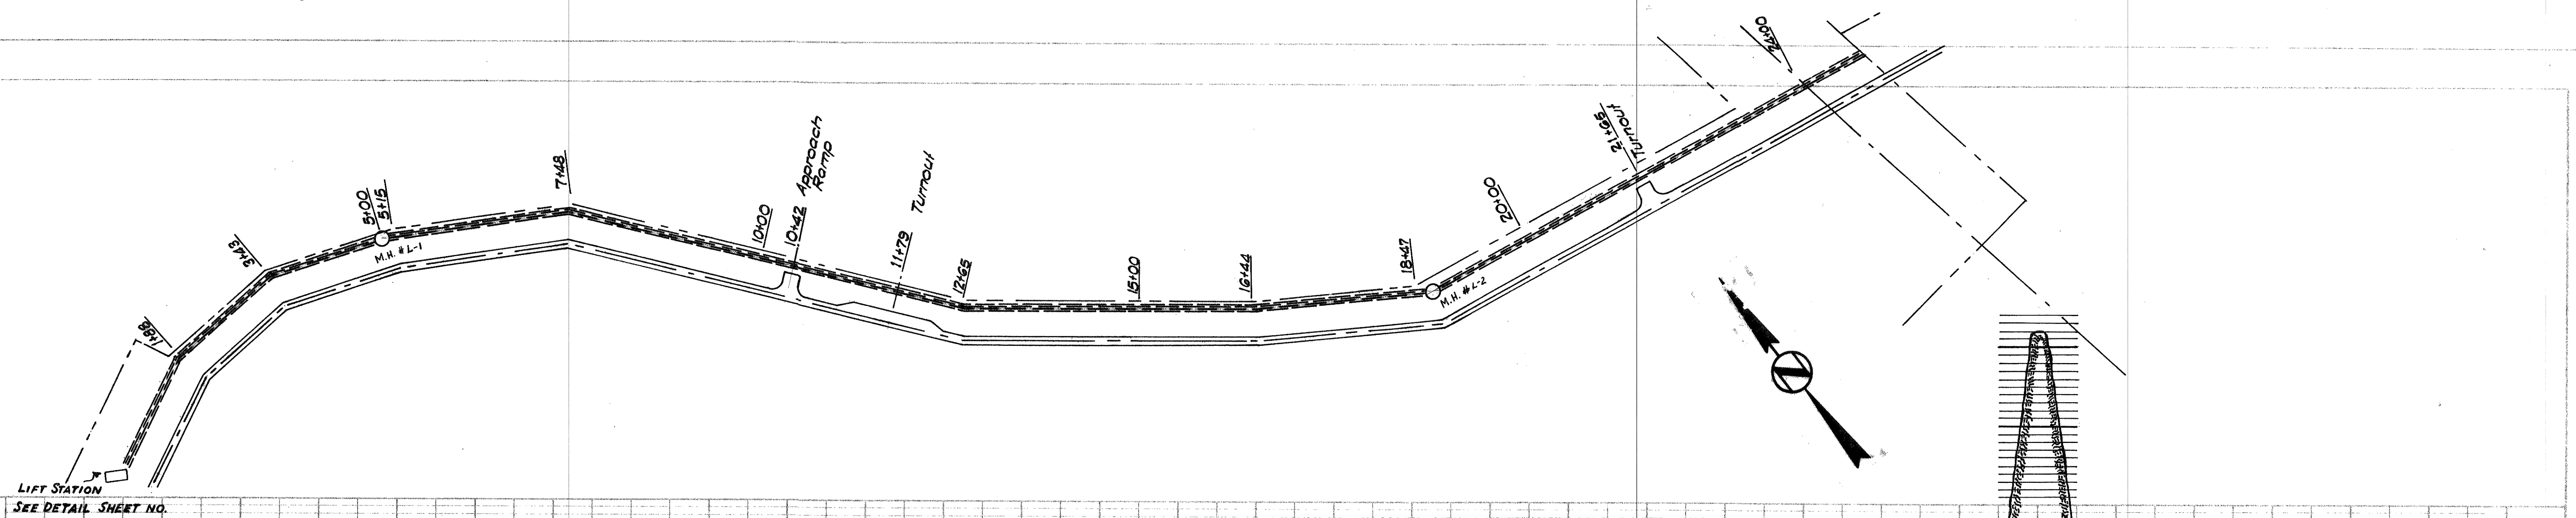 1+88
3+43
5+00
5+15
M.H. # L-1
7+48
10+00
10+42
Approach
Ramp
11+79
Turnout
12+65
15+00
16+44
18+47
M.H. # L-2
20+00
21+65
Turnout
24+00
N
LIFT STATION
SEE DETAIL SHEET NO.